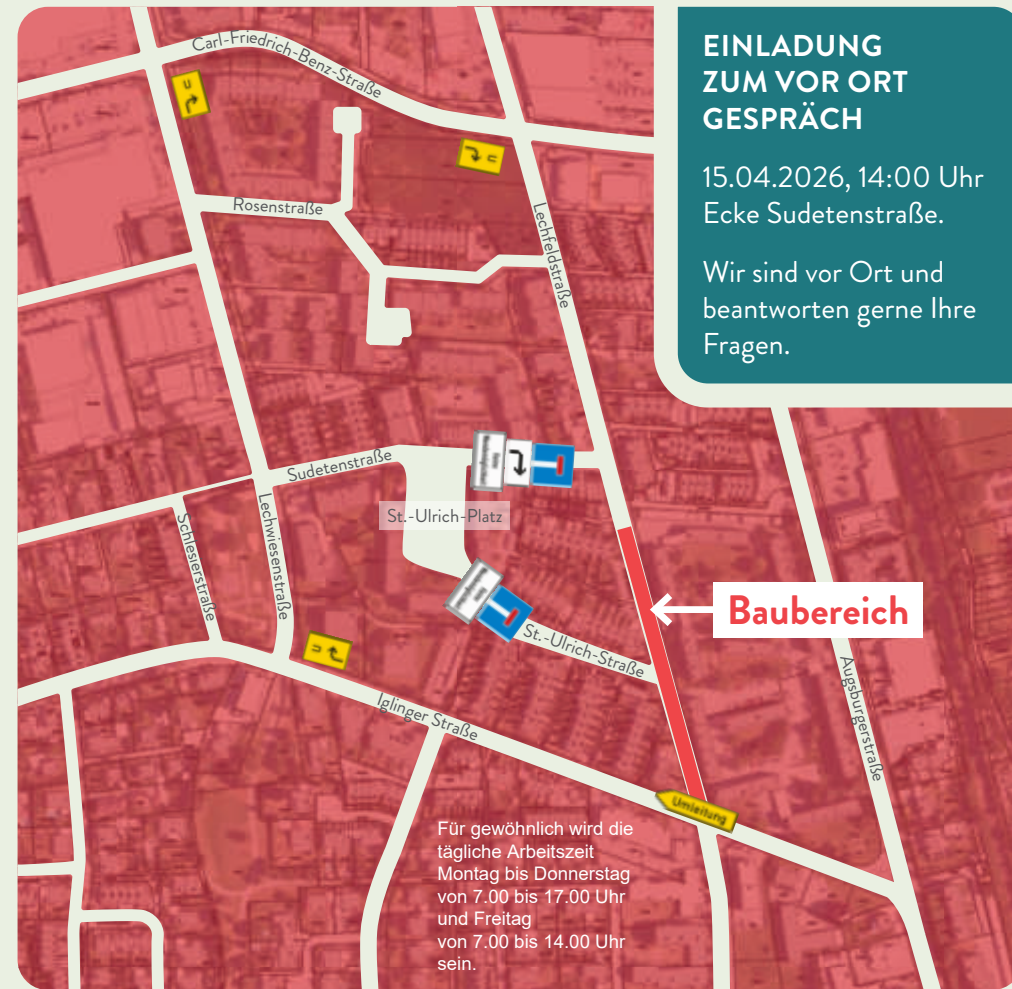 EINLADUNG
ZUM VOR ORT
GESPRÄCH
15.04.2026, 14:00 Uhr
Ecke Sudetenstraße.
Wir sind vor Ort und
beantworten gerne Ihre
Fragen.
Carl-Friedrich-Benz-Straße
U
U
Rosenstraße
Lechfeldstraße
Sudetenstraße
St.-Ulrich-Platz
Schlesierstraße
Lechwiesenstraße
Baubereich
St.-Ulrich-Straße
U
Iglinger Straße
Augsburgerstraße
Umleitung
Für gewöhnlich wird die
tägliche Arbeitszeit
Montag bis Donnerstag
von 7.00 bis 17.00 Uhr
und Freitag
von 7.00 bis 14.00 Uhr
sein.